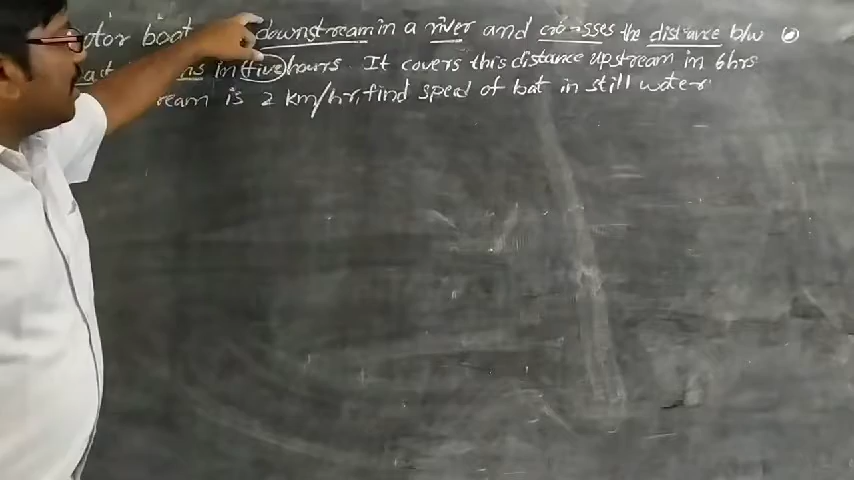 otor boat downstream in a river and crosses the distance b/w
ns in (five) hours. It covers this distance upstream in 6hrs
ream is 2 km/hr, find speed of bat in still water